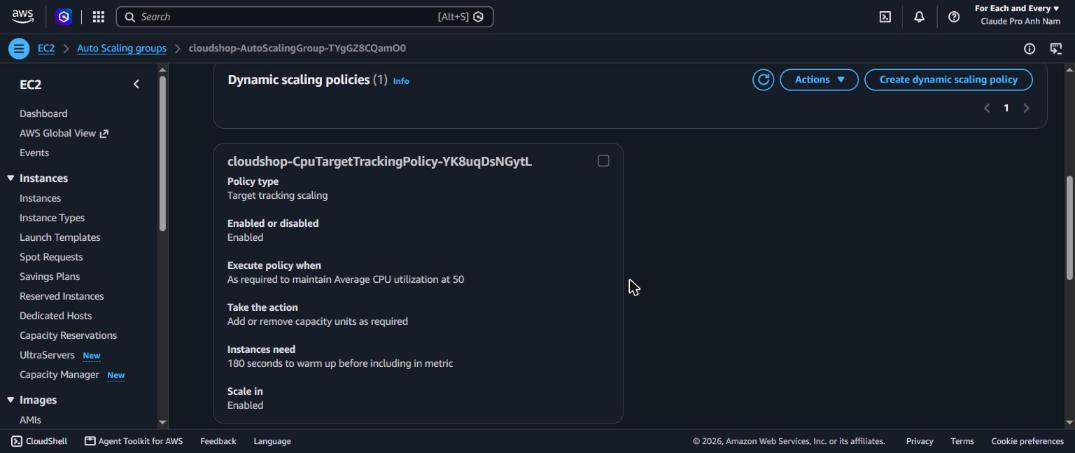 aws
Search [Alt+S]
For Each and Every ▾
Claude Pro Anh Nam
EC2 > Auto Scaling groups > cloudshop-AutoScalingGroup-TYgGZ8CQamO0
EC2
Dashboard
AWS Global View
Events
Instances
Instances
Instance Types
Launch Templates
Spot Requests
Savings Plans
Reserved Instances
Dedicated Hosts
Capacity Reservations
UltraServers New
Capacity Manager New
Images
AMIs
Dynamic scaling policies (1) Info
Actions ▼ Create dynamic scaling policy
1
cloudshop-CpuTargetTrackingPolicy-YK8uqDsNGytL
Policy type
Target tracking scaling
Enabled or disabled
Enabled
Execute policy when
As required to maintain Average CPU utilization at 50
Take the action
Add or remove capacity units as required
Instances need
180 seconds to warm up before including in metric
Scale in
Enabled
CloudShell Agent Toolkit for AWS Feedback Language © 2026, Amazon Web Services, Inc. or its affiliates. Privacy Terms Cookie preferences